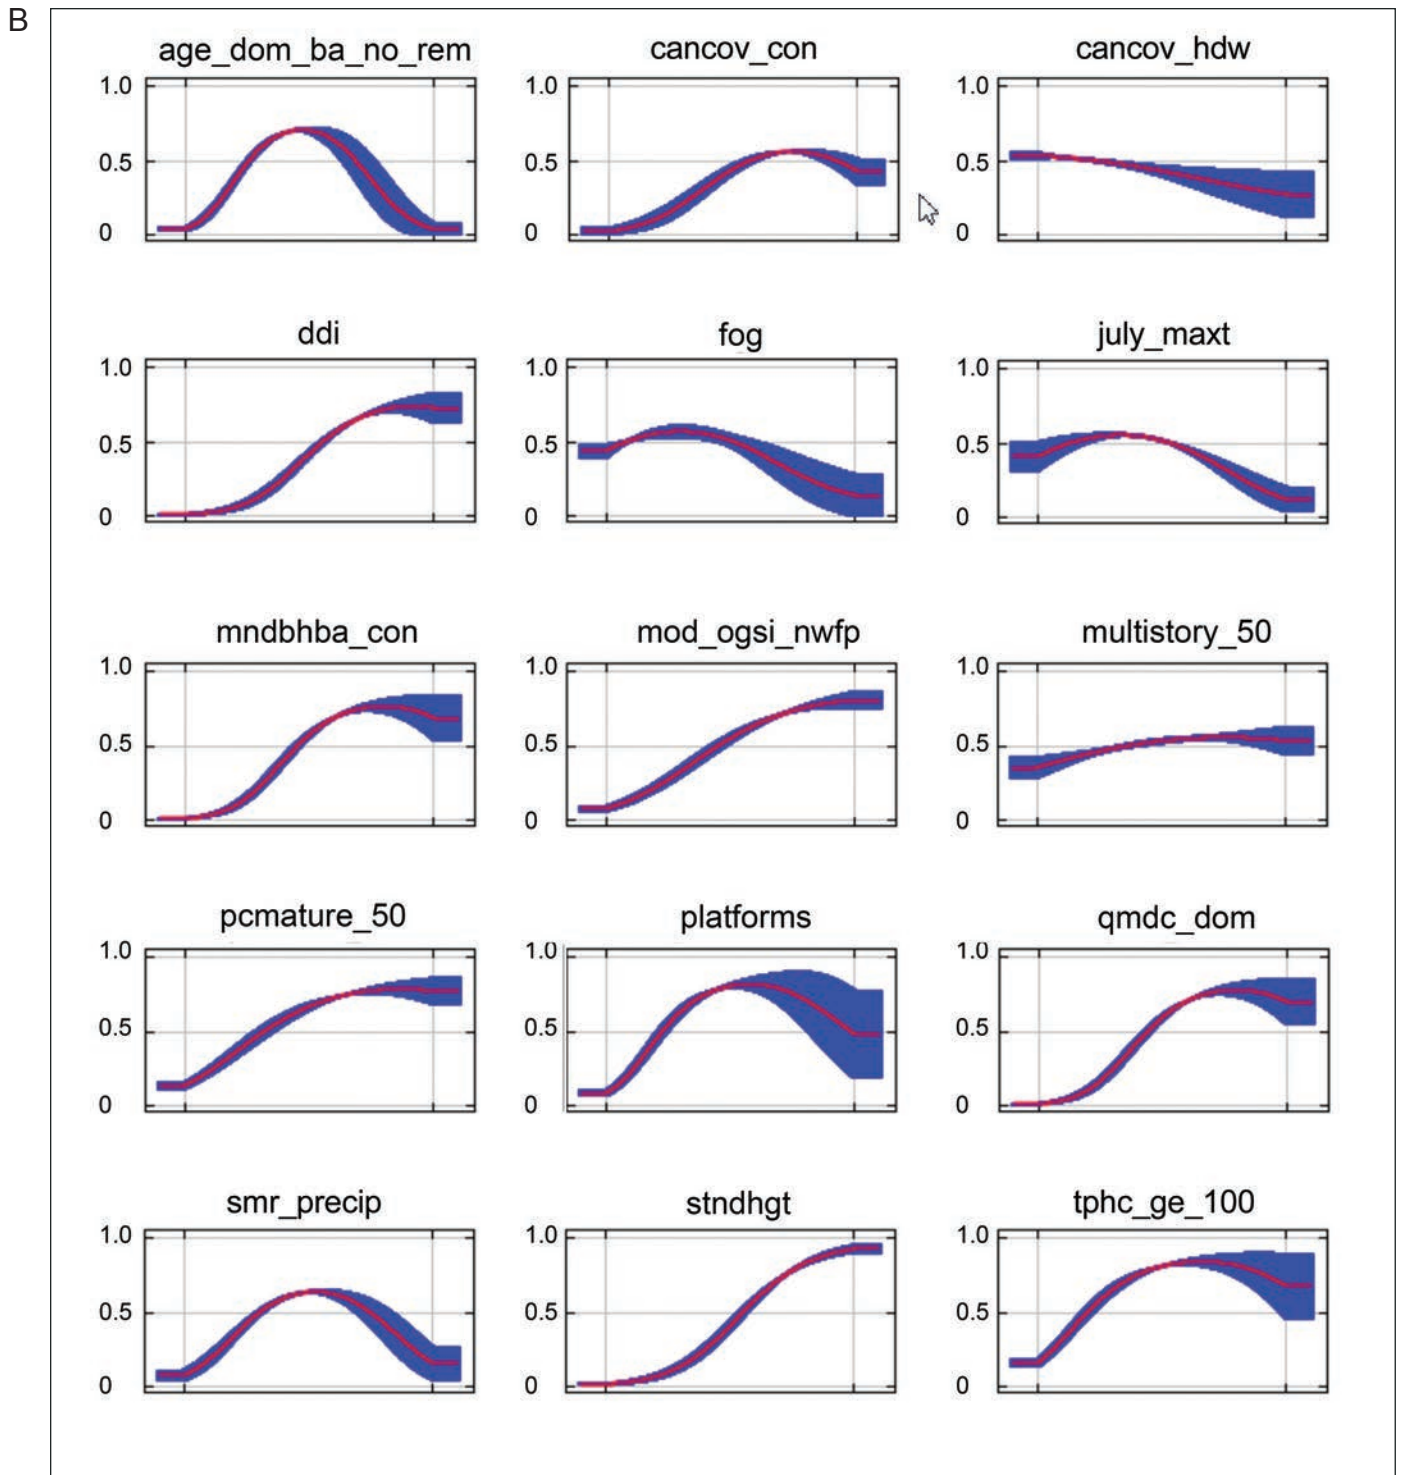 B
age_dom_ba_no_rem cancov_con cancov_hdw
1.0 1.0 1.0
0.5 0.5 0.5
0 0 0
ddi fog july_maxt
1.0 1.0 1.0
0.5 0.5 0.5
0 0 0
mndbhba_con mod_ogsi_nwfp multistory_50
1.0 1.0 1.0
0.5 0.5 0.5
0 0 0
pcmature_50 platforms qmdc_dom
1.0 1.0 1.0
0.5 0.5 0.5
0 0 0
smr_precip stndhgt tphc_ge_100
1.0 1.0 1.0
0.5 0.5 0.5
0 0 0